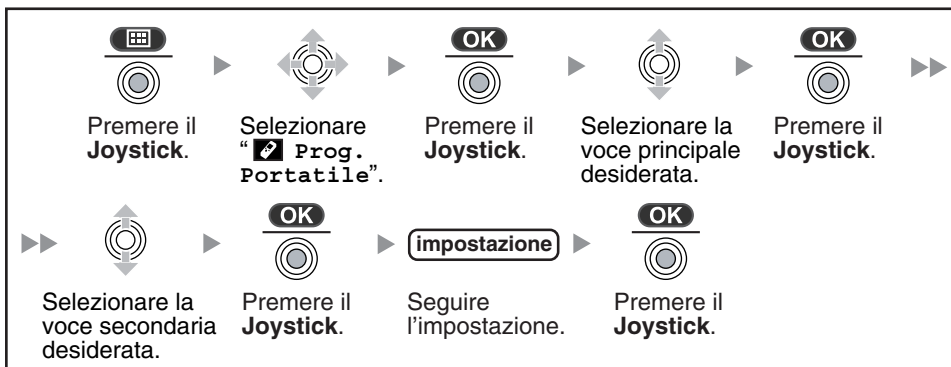 OK
OK
Premere il
Joystick.
Selezionare
“ Prog.
Portatile”.
Premere il
Joystick.
Selezionare la
voce principale
desiderata.
Premere il
Joystick.
OK
impostazione
OK
Selezionare la
voce secondaria
desiderata.
Premere il
Joystick.
Seguire
l'impostazione.
Premere il
Joystick.